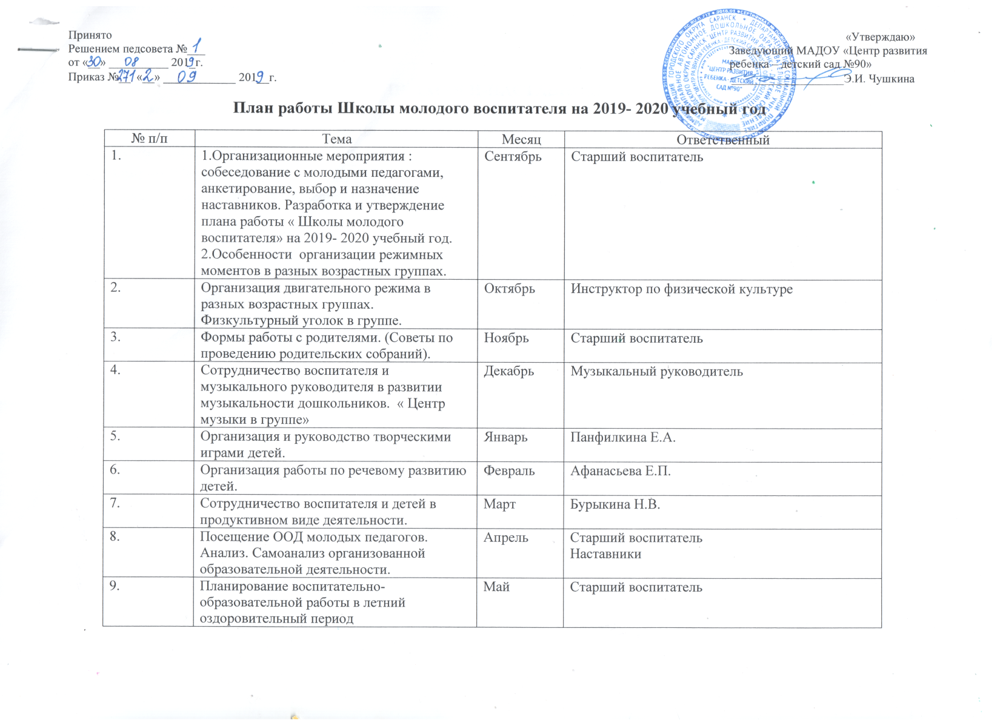 Принято
Решением педсовета № 1
от «30» 08 2019 г.
Приказ № 271 «2» 09 2019 г.
«Утверждаю»
Заведующий МАДОУ «Центр развития
ребенка – детский сад №90»
Э.И. Чушкина
МАДОУ
"ЦЕНТР РАЗВИТИЯ
РЕБЕНКА - ДЕТСКИЙ
САД №90"
План работы Школы молодого воспитателя на 2019- 2020 учебный год
№ п/п Тема Месяц Ответственный
1. 1.Организационные мероприятия : Сентябрь Старший воспитатель
собеседование с молодыми педагогами,
анкетирование, выбор и назначение
наставников. Разработка и утверждение
плана работы « Школы молодого
воспитателя» на 2019- 2020 учебный год.
2.Особенности организации режимных
моментов в разных возрастных группах.
2. Организация двигательного режима в Октябрь Инструктор по физической культуре
разных возрастных группах.
Физкультурный уголок в группе.
3. Формы работы с родителями. (Советы по Ноябрь Старший воспитатель
проведению родительских собраний).
4. Сотрудничество воспитателя и Декабрь Музыкальный руководитель
музыкального руководителя в развитии
музыкальности дошкольников. « Центр
музыки в группе»
5. Организация и руководство творческими Январь Панфилкина Е.А.
играми детей.
6. Организация работы по речевому развитию Февраль Афанасьева Е.П.
детей.
7. Сотрудничество воспитателя и детей в Март Бурыкина Н.В.
продуктивном виде деятельности.
8. Посещение ООД молодых педагогов. Апрель Старший воспитатель
Анализ. Самоанализ организованной Наставники
образовательной деятельности.
9. Планирование воспитательно- Май Старший воспитатель
образовательной работы в летний
оздоровительный период